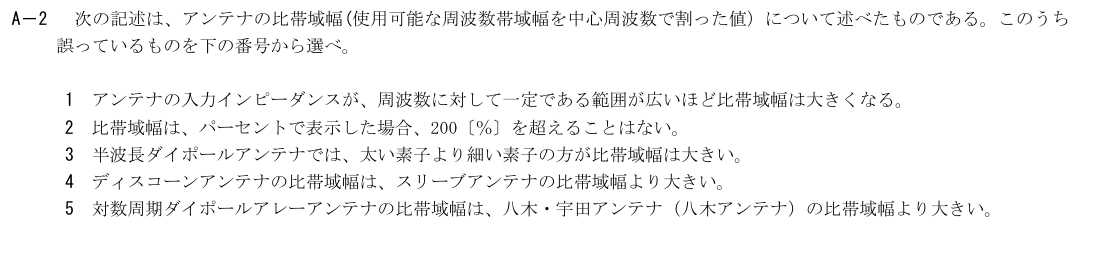 A－2　次の記述は、アンテナの比帯域幅(使用可能な周波数帯域幅を中心周波数で割った値）について述べたものである。このうち
誤っているものを下の番号から選べ。
1　アンテナの入力インピーダンスが、周波数に対して一定である範囲が広いほど比帯域幅は大きくなる。
2　比帯域幅は、パーセントで表示した場合、200〔％〕を超えることはない。
3　半波長ダイポールアンテナでは、太い素子より細い素子の方が比帯域幅は大きい。
4　ディスコーンアンテナの比帯域幅は、スリーブアンテナの比帯域幅より大きい。
5　対数周期ダイポールアレーアンテナの比帯域幅は、八木・宇田アンテナ（八木アンテナ）の比帯域幅より大きい。